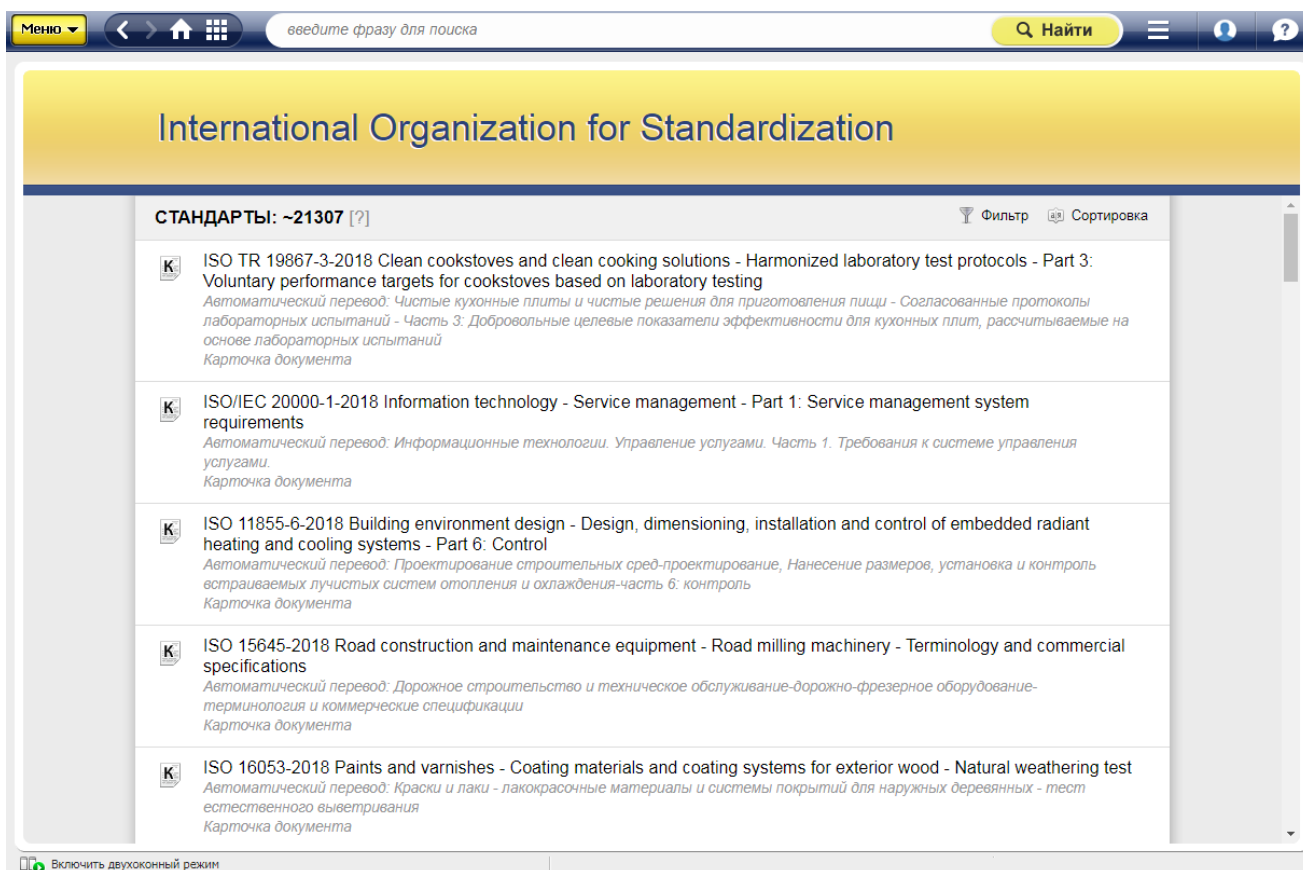 Меню
введите фразу для поиска
Найти
International Organization for Standardization
СТАНДАРТЫ: ~21307 [?]
Фильтр
Сортировка
ISO TR 19867-3-2018 Clean cookstoves and clean cooking solutions - Harmonized laboratory test protocols - Part 3:
Voluntary performance targets for cookstoves based on laboratory testing
Автоматический перевод: Чистые кухонные плиты и чистые решения для приготовления пищи - Согласованные протоколы
лабораторных испытаний - Часть 3: Добровольные целевые показатели эффективности для кухонных плит, рассчитываемые на
основе лабораторных испытаний
Карточка документа
ISO/IEC 20000-1-2018 Information technology - Service management - Part 1: Service management system
requirements
Автоматический перевод: Информационные технологии. Управление услугами. Часть 1. Требования к системе управления
услугами.
Карточка документа
ISO 11855-6-2018 Building environment design - Design, dimensioning, installation and control of embedded radiant
heating and cooling systems - Part 6: Control
Автоматический перевод: Проектирование строительных сред-проектирование, Нанесение размеров, установка и контроль
встраиваемых лучистых систем отопления и охлаждения-часть 6: контроль
Карточка документа
ISO 15645-2018 Road construction and maintenance equipment - Road milling machinery - Terminology and commercial
specifications
Автоматический перевод: Дорожное строительство и техническое обслуживание-дорожно-фрезерное оборудование-
терминология и коммерческие спецификации
Карточка документа
ISO 16053-2018 Paints and varnishes - Coating materials and coating systems for exterior wood - Natural weathering test
Автоматический перевод: Краски и лаки - лакокрасочные материалы и системы покрытий для наружных деревянных - тест
естественного выветривания
Карточка документа
Включить двухоконный режим